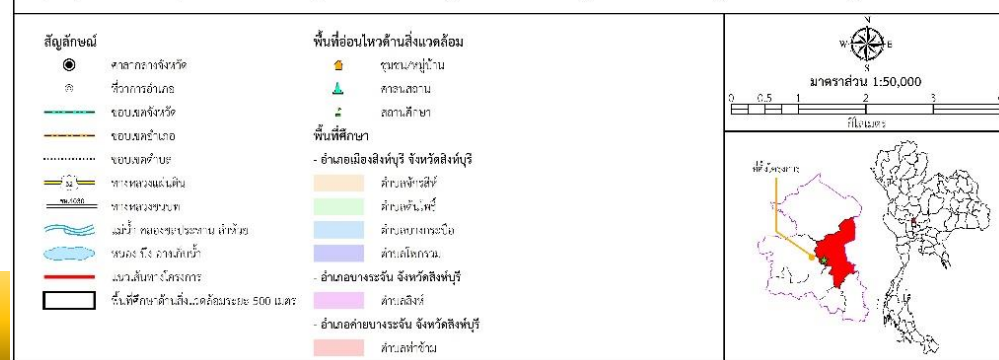 สัญลักษณ์
ศาลากลางจังหวัด
ที่ว่าการอำเภอ
ขอบเขตจังหวัด
ขอบเขตอำเภอ
ขอบเขตตำบล
ทางหลวงแผ่นดิน
ทางหลวงชนบท
แม่น้ำ คลองชลประทาน ลำห้วย
หนอง บึง อ่างเก็บน้ำ
แนวเส้นทางโครงการ
พื้นที่ศึกษาด้านสิ่งแวดล้อมระยะ 500 เมตร
พื้นที่อ่อนไหวด้านสิ่งแวดล้อม
ชุมชน/หมู่บ้าน
ศาสนสถาน
สถานศึกษา
พื้นที่ศึกษา
- อำเภอเมืองสิงห์บุรี จังหวัดสิงห์บุรี
ตำบลจักรสีห์
ตำบลต้นโพธิ์
ตำบลบางกระบือ
ตำบลโพกรวม
- อำเภอบางระจัน จังหวัดสิงห์บุรี
ตำบลสิงห์
- อำเภอค่ายบางระจัน จังหวัดสิงห์บุรี
ตำบลท่าข้าม
N
W E
S
มาตราส่วน 1:50,000
0 0.5 1 2 3
กิโลเมตร
ที่ตั้งโครงการ